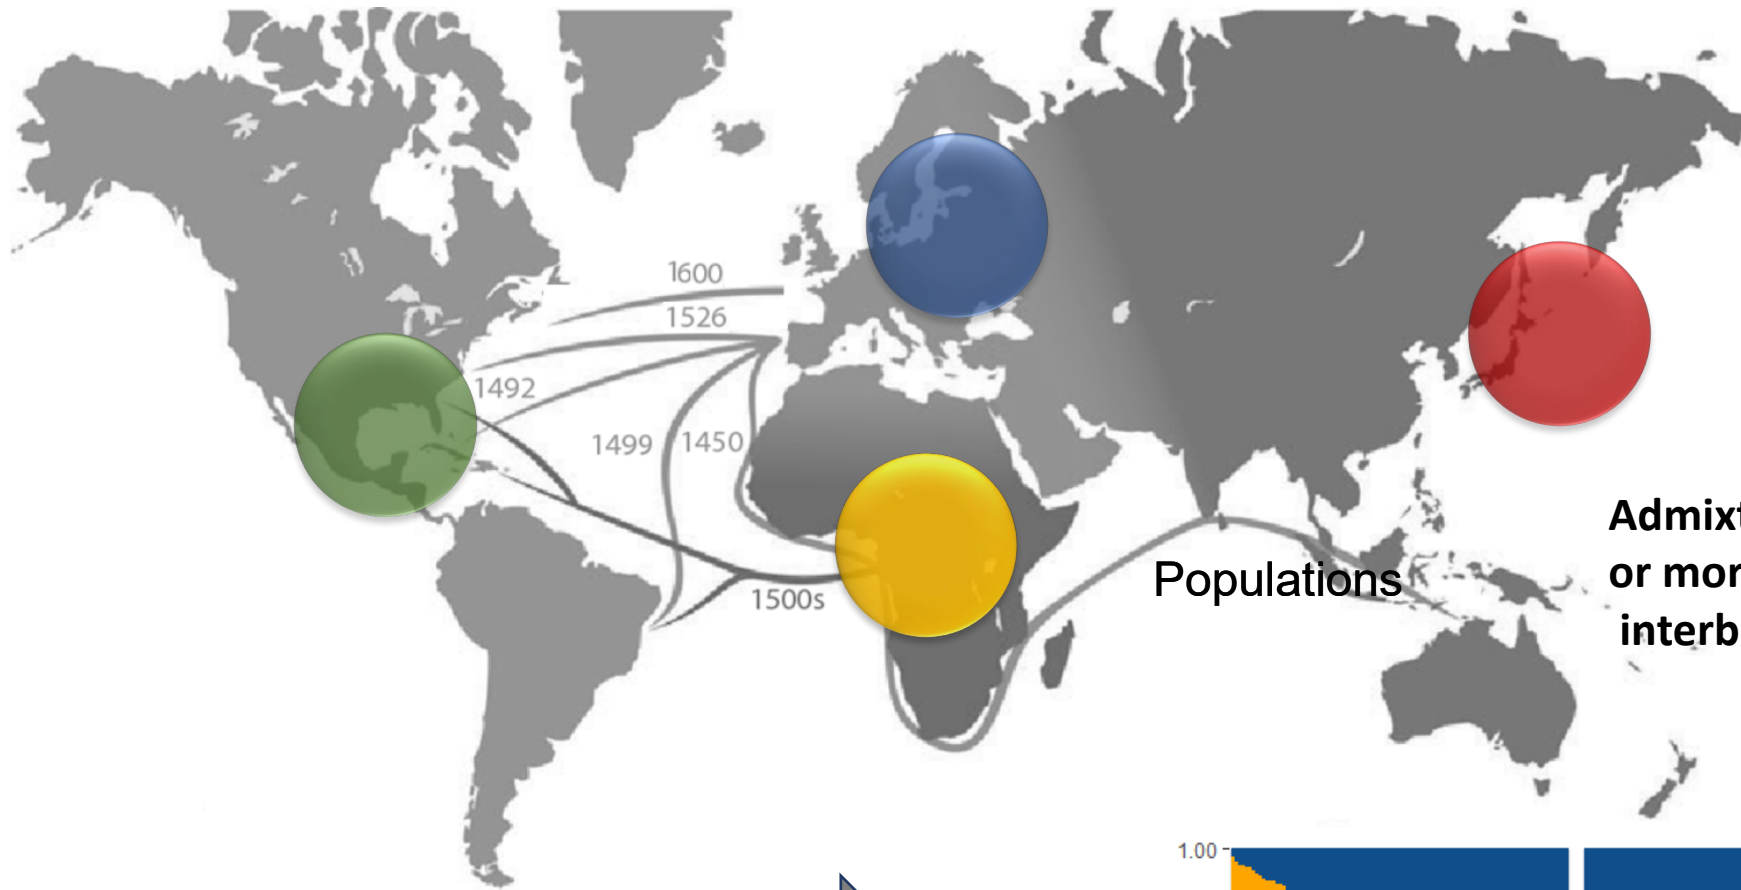 1600
1526
1492
1499
1450
1500s
Populations
Admixt
or mor
interb
1.00